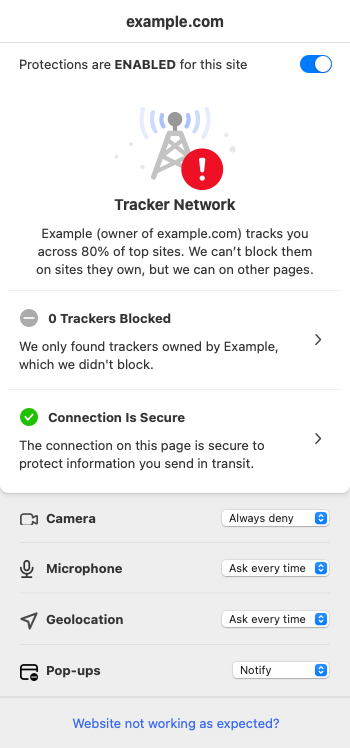 example.com
Protections are ENABLED for this site
Tracker Network
Example (owner of example.com) tracks you
across 80% of top sites. We can’t block them
on sites they own, but we can on other pages.
0 Trackers Blocked
We only found trackers owned by Example,
which we didn't block.
Connection Is Secure
The connection on this page is secure to
protect information you send in transit.
Camera Always deny
Microphone Ask every time
Geolocation Ask every time
Pop-ups Notify
Website not working as expected?